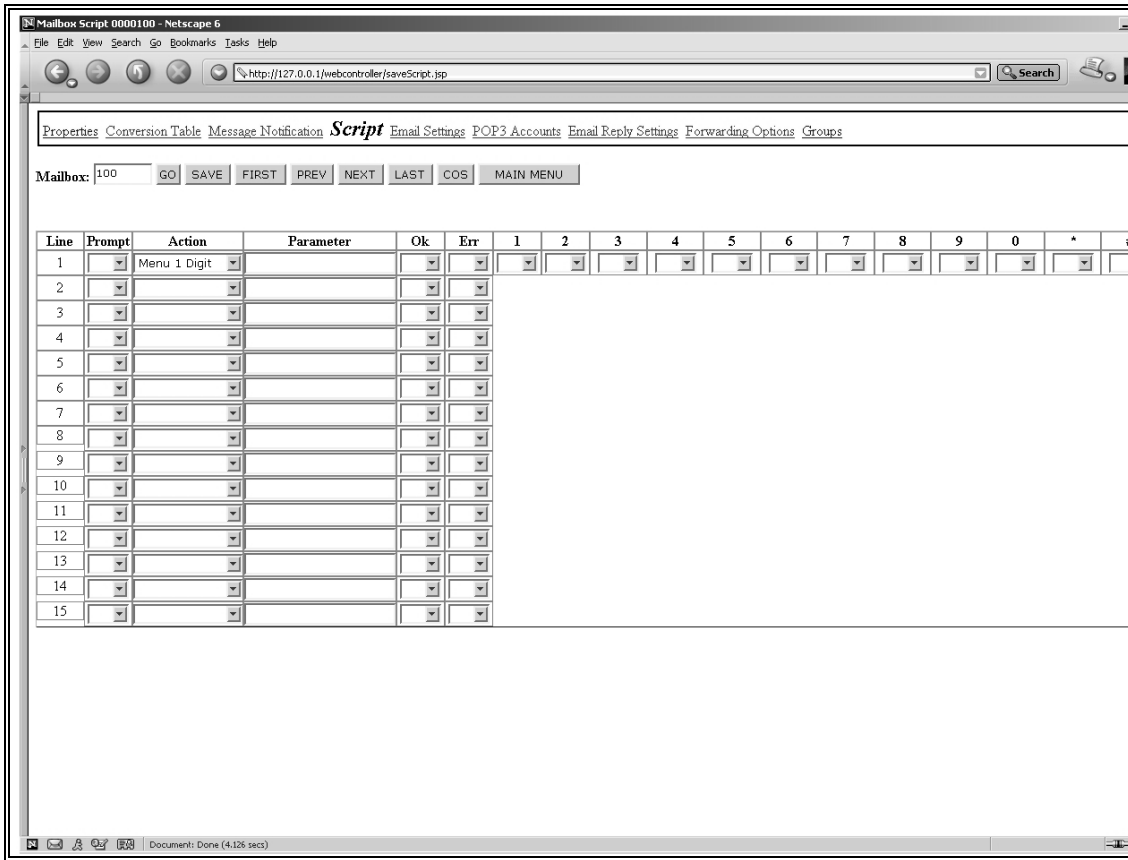 Mailbox Script 0000100 - Netscape 6
File Edit View Search Go Bookmarks Tasks Help
http://127.0.0.1/webcontroller/saveScript.jsp Search
Properties Conversion Table Message Notification Script Email Settings POP3 Accounts Email Reply Settings Forwarding Options Groups
Mailbox: 100 GO SAVE FIRST PREV NEXT LAST COS MAIN MENU
Line Prompt Action Parameter Ok Err 1 2 3 4 5 6 7 8 9 0 *
1 Menu 1 Digit
2
3
4
5
6
7
8
9
10
11
12
13
14
15
Document: Done (4.126 secs)